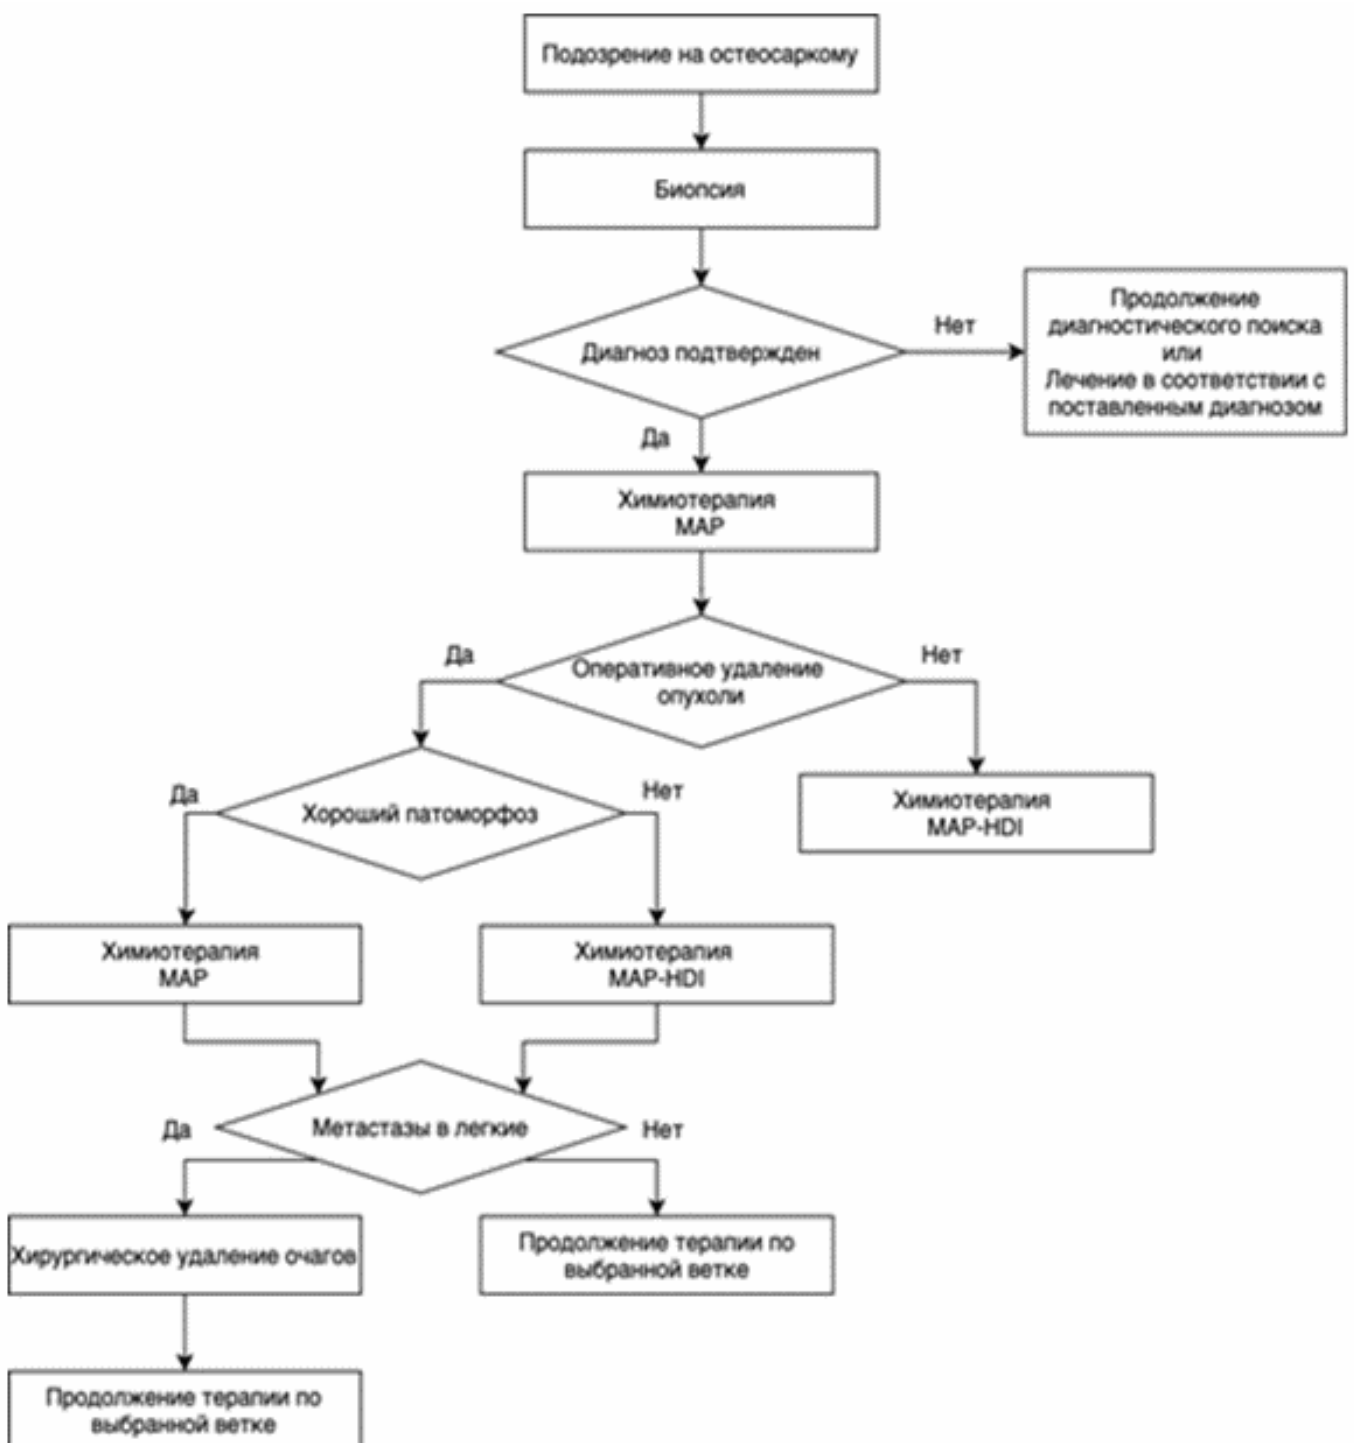 Подозрение на остеосаркому
Биопсия
Диагноз подтвержден
Нет
Продолжение
диагностического поиска
или
Лечение в соответствии с
поставленным диагнозом
Да
Химиотерапия
MAP
Оперативное удаление
опухоли
Да
Нет
Химиотерапия
MAP-HDI
Хороший патоморфоз
Да
Нет
Химиотерапия
MAP
Химиотерапия
MAP-HDI
Метастазы в легкие
Да
Нет
Хирургическое удаление очагов
Продолжение терапии по
выбранной ветке
Продолжение терапии по
выбранной ветке